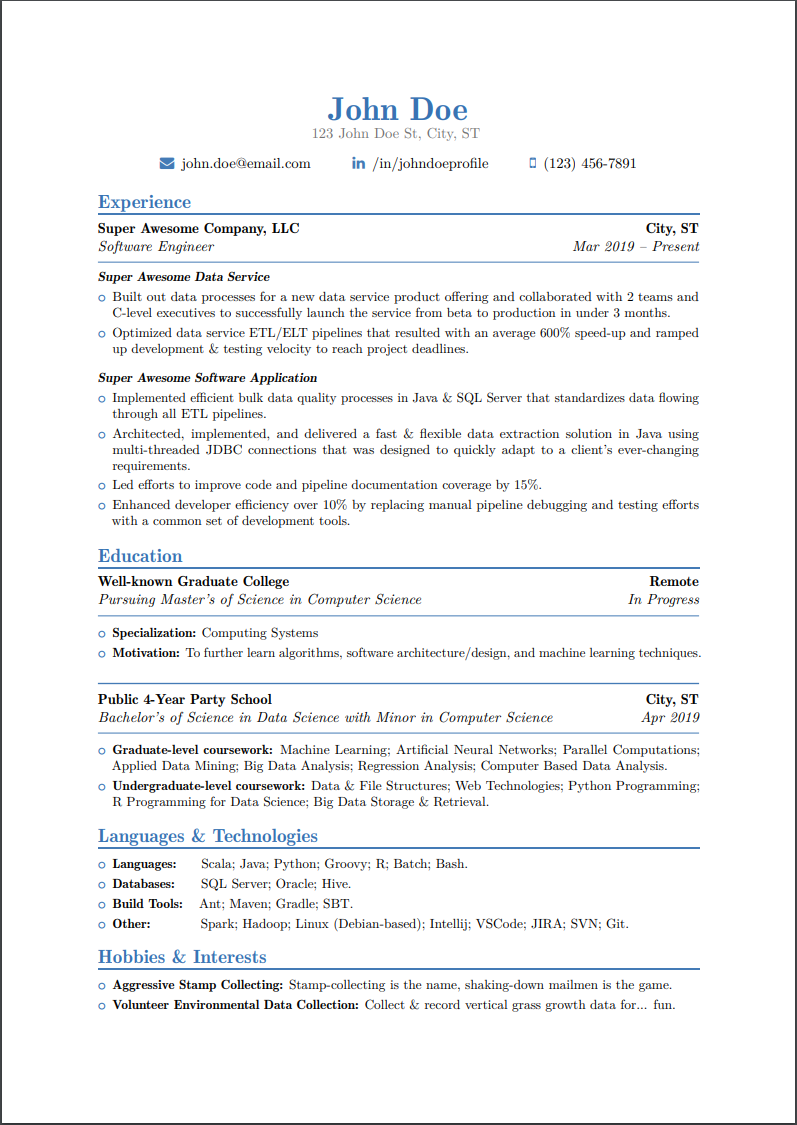 John Doe
123 John Doe St, City, ST
john.doe@email.com /in/johndoeprofile (123) 456-7891
Experience
Super Awesome Company, LLC City, ST
Software Engineer Mar 2019 – Present
Super Awesome Data Service
Built out data processes for a new data service product offering and collaborated with 2 teams and
C-level executives to successfully launch the service from beta to production in under 3 months.
Optimized data service ETL/ELT pipelines that resulted with an average 600% speed-up and ramped
up development & testing velocity to reach project deadlines.
Super Awesome Software Application
Implemented efficient bulk data quality processes in Java & SQL Server that standardizes data flowing
through all ETL pipelines.
Architected, implemented, and delivered a fast & flexible data extraction solution in Java using
multi-threaded JDBC connections that was designed to quickly adapt to a client's ever-changing
requirements.
Led efforts to improve code and pipeline documentation coverage by 15%.
Enhanced developer efficiency over 10% by replacing manual pipeline debugging and testing efforts
with a common set of development tools.
Education
Well-known Graduate College Remote
Pursuing Master's of Science in Computer Science In Progress
Specialization: Computing Systems
Motivation: To further learn algorithms, software architecture/design, and machine learning techniques.
Public 4-Year Party School City, ST
Bachelor's of Science in Data Science with Minor in Computer Science Apr 2019
Graduate-level coursework: Machine Learning; Artificial Neural Networks; Parallel Computations;
Applied Data Mining; Big Data Analysis; Regression Analysis; Computer Based Data Analysis.
Undergraduate-level coursework: Data & File Structures; Web Technologies; Python Programming;
R Programming for Data Science; Big Data Storage & Retrieval.
Languages & Technologies
Languages: Scala; Java; Python; Groovy; R; Batch; Bash.
Databases: SQL Server; Oracle; Hive.
Build Tools: Ant; Maven; Gradle; SBT.
Other: Spark; Hadoop; Linux (Debian-based); Intellij; VSCode; JIRA; SVN; Git.
Hobbies & Interests
Aggressive Stamp Collecting: Stamp-collecting is the name, shaking-down mailmen is the game.
Volunteer Environmental Data Collection: Collect & record vertical grass growth data for... fun.